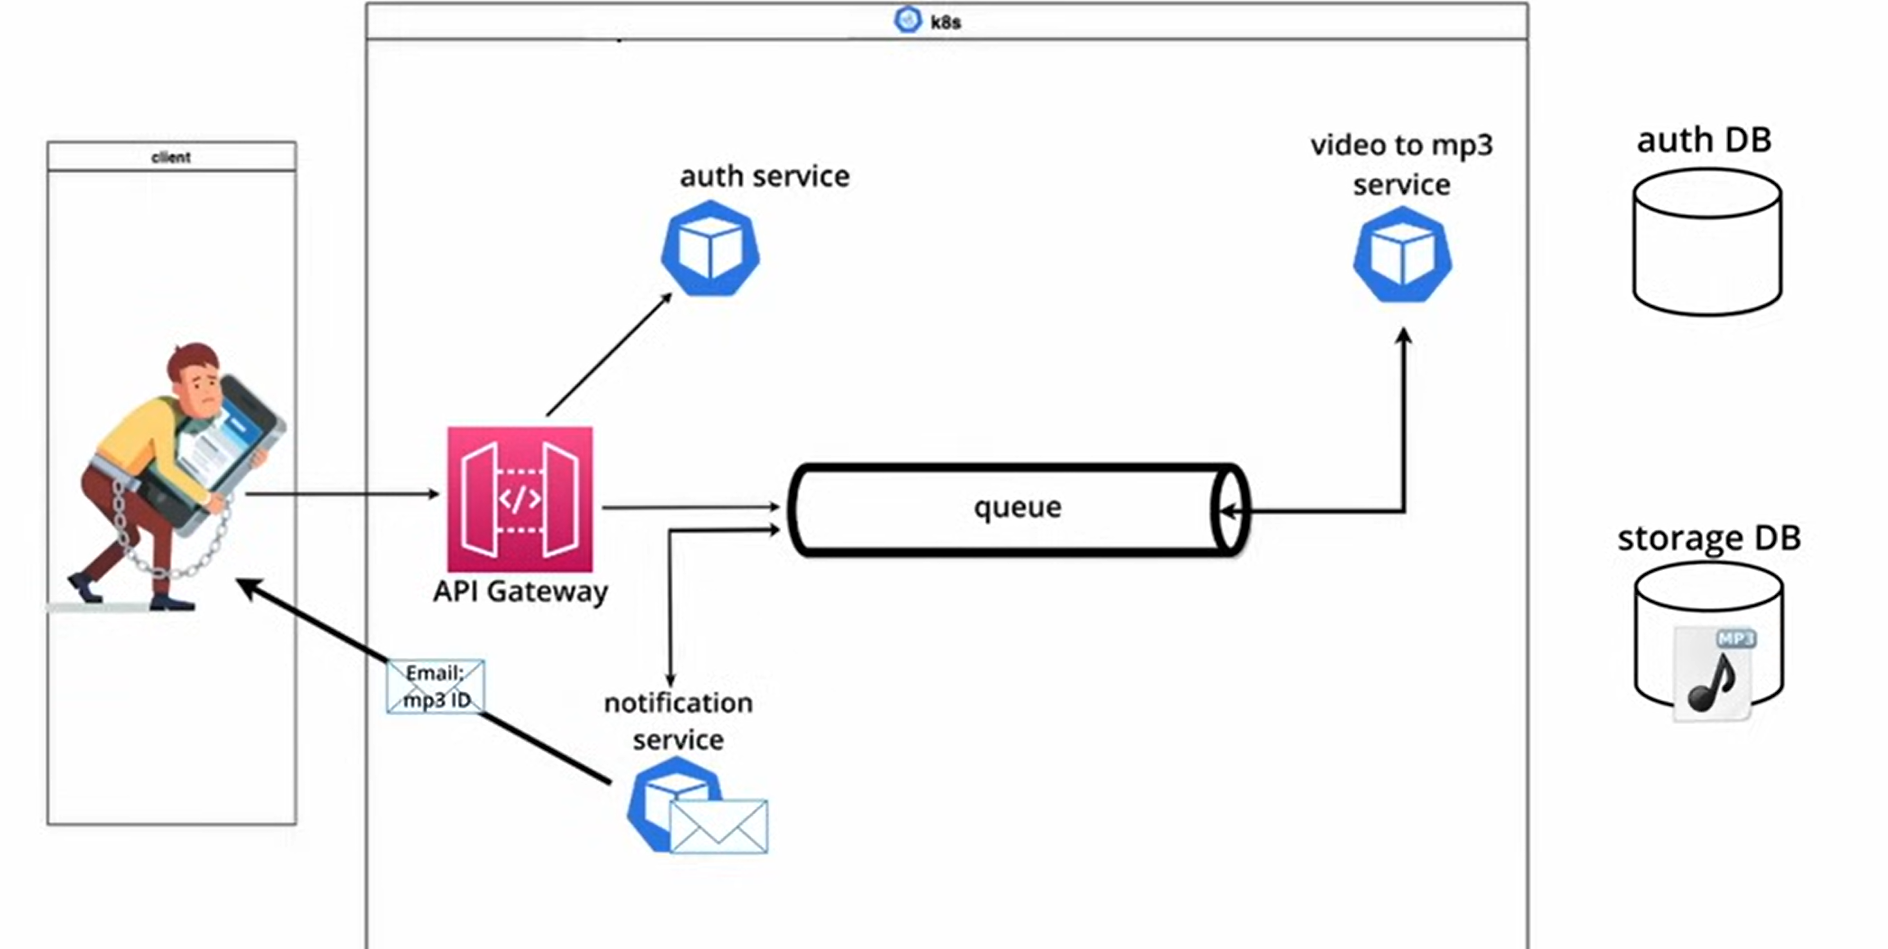 k8s
client
auth service
video to mp3
service
auth DB
</>
API Gateway
queue
storage DB
MP3
Email:
mp3 ID
notification
service